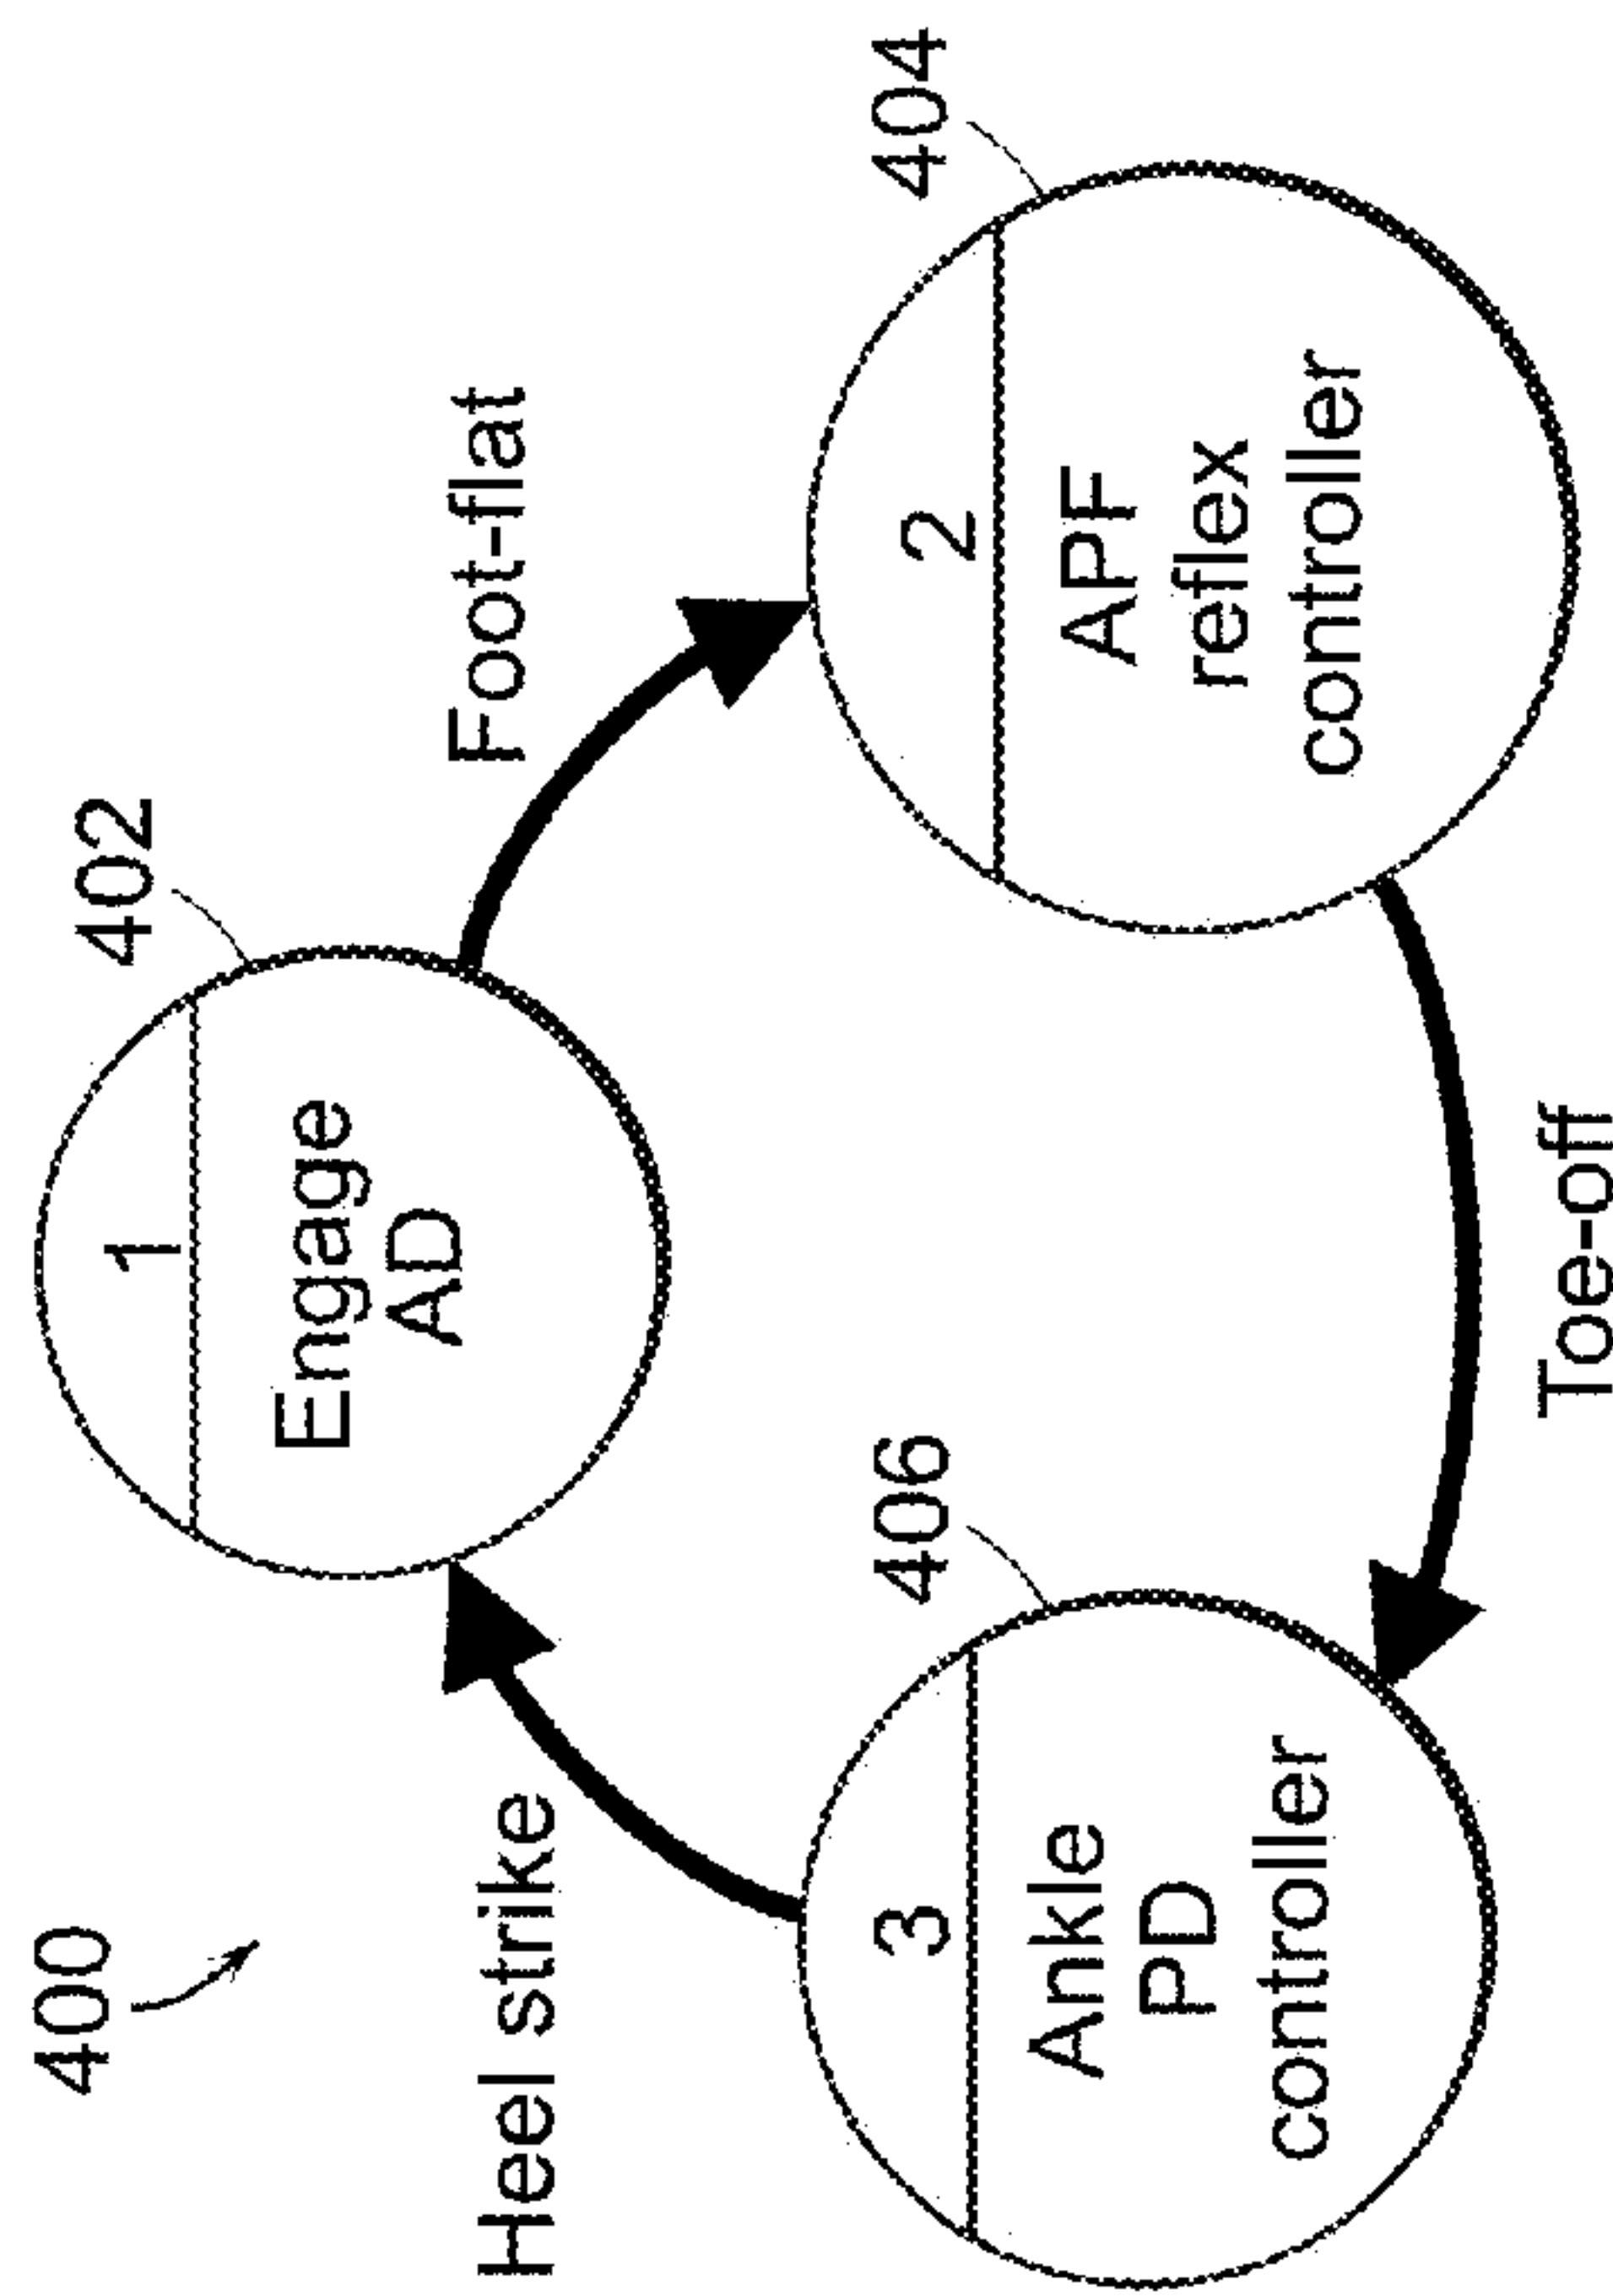 400
402
1
Engage
AD
Heel strike
Foot-flat
406
3
Ankle
PD
controller
404
2
APF
reflex
controller
Toe-off